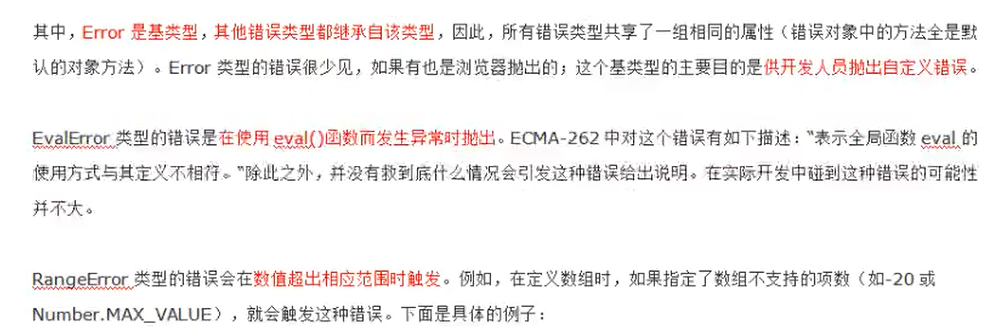 其中，Error 是基类型，其他错误类型都继承自该类型，因此，所有错误类型共享了一组相同的属性（错误对象中的方法全是默
认的对象方法）。Error 类型的错误很少见，如果有也是浏览器抛出的；这个基类型的主要目的是供开发人员抛出自定义错误。
EvalError 类型的错误是在使用 eval()函数而发生异常时抛出。ECMA-262 中对这个错误有如下描述：“表示全局函数 eval 的
使用方式与其定义不相符。“除此之外，并没有救到底什么情况会引发这种错误给出说明。在实际开发中碰到这种错误的可能性
并不大。
RangeError 类型的错误会在数值超出相应范围时触发。例如，在定义数组时，如果指定了数组不支持的项数（如-20 或
Number.MAX_VALUE），就会触发这种错误。下面是具体的例子：